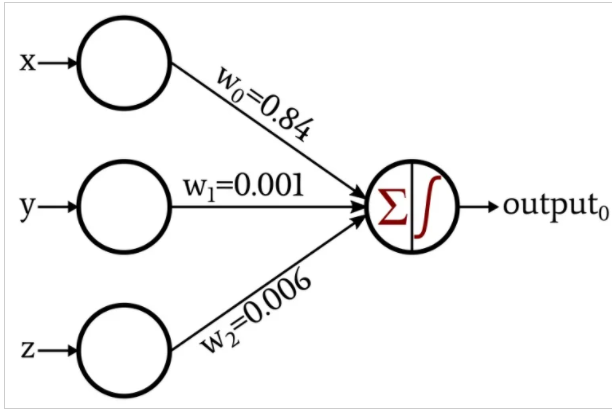 x
w₀=0.84
y
w₁=0.001
Σ ∫
output₀
z
w₂=0.006